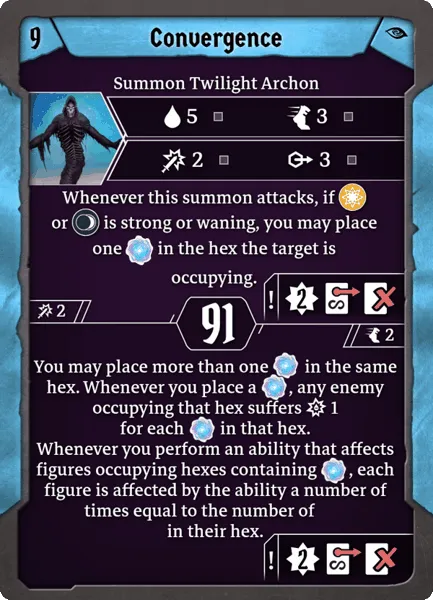 9 Convergence
Summon Twilight Archon
5 3
2 3
Whenever this summon attacks, if
or is strong or waning, you may place
one in the hex the target is
occupying.
! 2
2
91
2
You may place more than one in the same
hex. Whenever you place a , any enemy
occupying that hex suffers 1
for each in that hex.
Whenever you perform an ability that affects
figures occupying hexes containing , each
figure is affected by the ability a number of
times equal to the number of
in their hex.
! 2